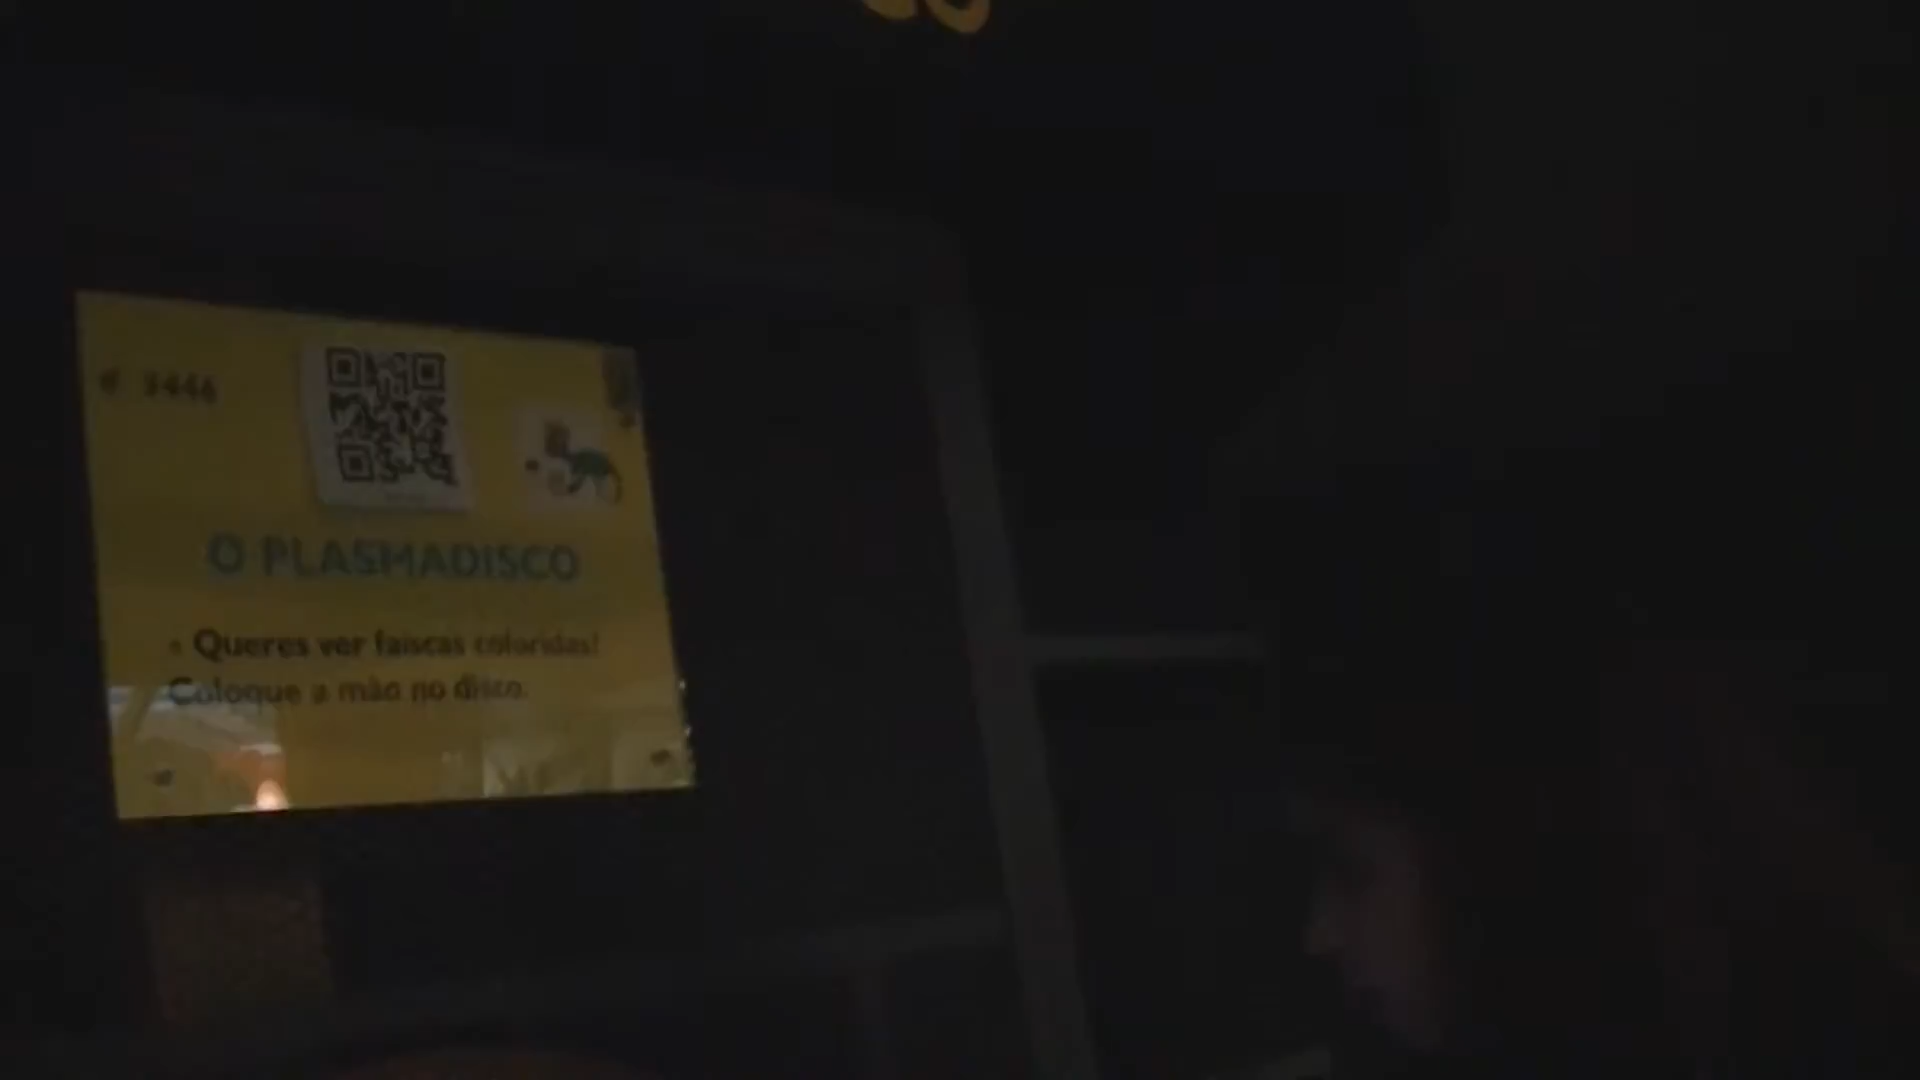 O PLASMADISCO
• Queres ver faíscas coloridas!
Coloque a mão no disco.